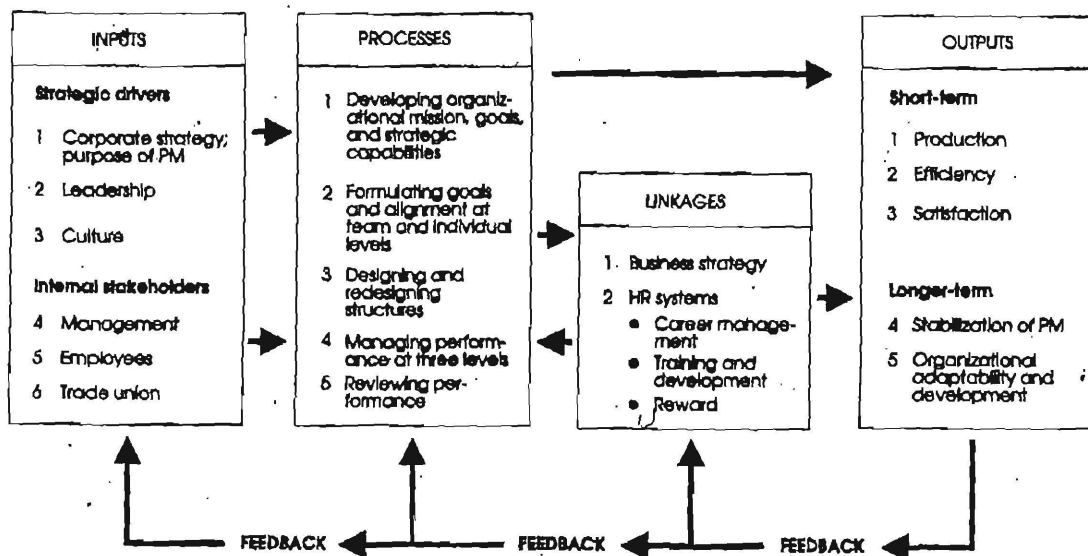 INPUTS
Strategic drivers
1 Corporate strategy;
purpose of PM
2 Leadership
3 Culture
Internal stakeholders
4 Management
5 Employees
6 Trade union
PROCESSES
1 Developing organiz-
ational mission, goals,
and strategic
capabilities
2 Formulating goals
and alignment at
team and individual
levels
3 Designing and
redesigning
structures
4 Managing perform-
ance at three levels
5 Reviewing per-
formance
LINKAGES
1. Business strategy
2 HR systems
● Career manage-
ment
● Training and
development
● Reward
OUTPUTS
Short-term
1 Production
2 Efficiency
3 Satisfaction
Longer-term
4 Stabilization of PM
5 Organizational
adaptability and
development
FEEDBACK
FEEDBACK
FEEDBACK